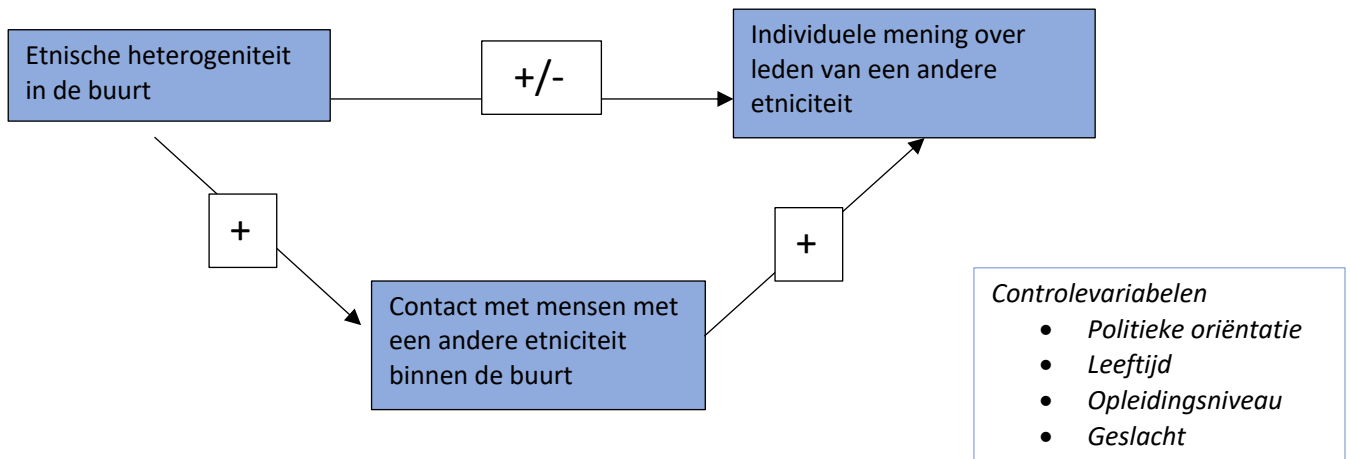 Etnische heterogeniteit
in de buurt
+/-
Individuele mening over
leden van een andere
etniciteit
+
+
Contact met mensen met
een andere etniciteit
binnen de buurt
Controlevariabelen
• Politieke oriëntatie
• Leeftijd
• Opleidingsniveau
• Geslacht